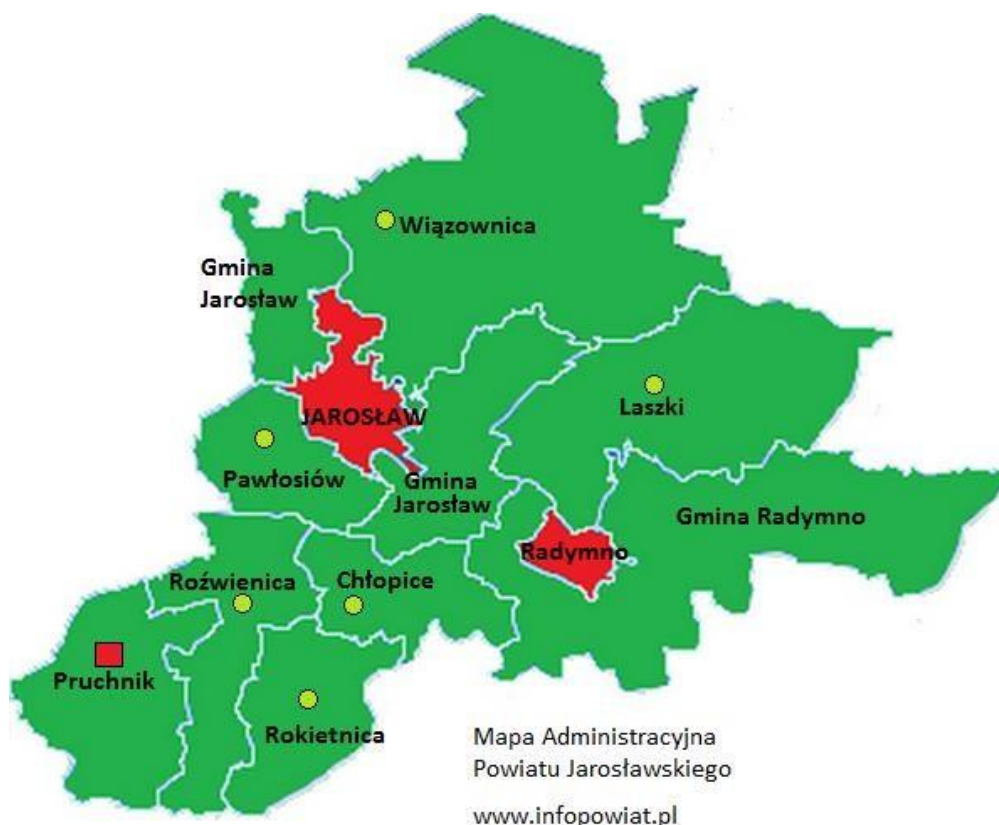 Wiązownica
Gmina
Jarosław
Laszki
JAROSŁAW
Pawłosiów
Gmina
Jarosław
Gmina Radymno
Radymno
Roźwienica
Chłopice
Pruchnik
Rokietnica
Mapa Administracyjna
Powiatu Jarosławskiego
www.infopowiat.pl